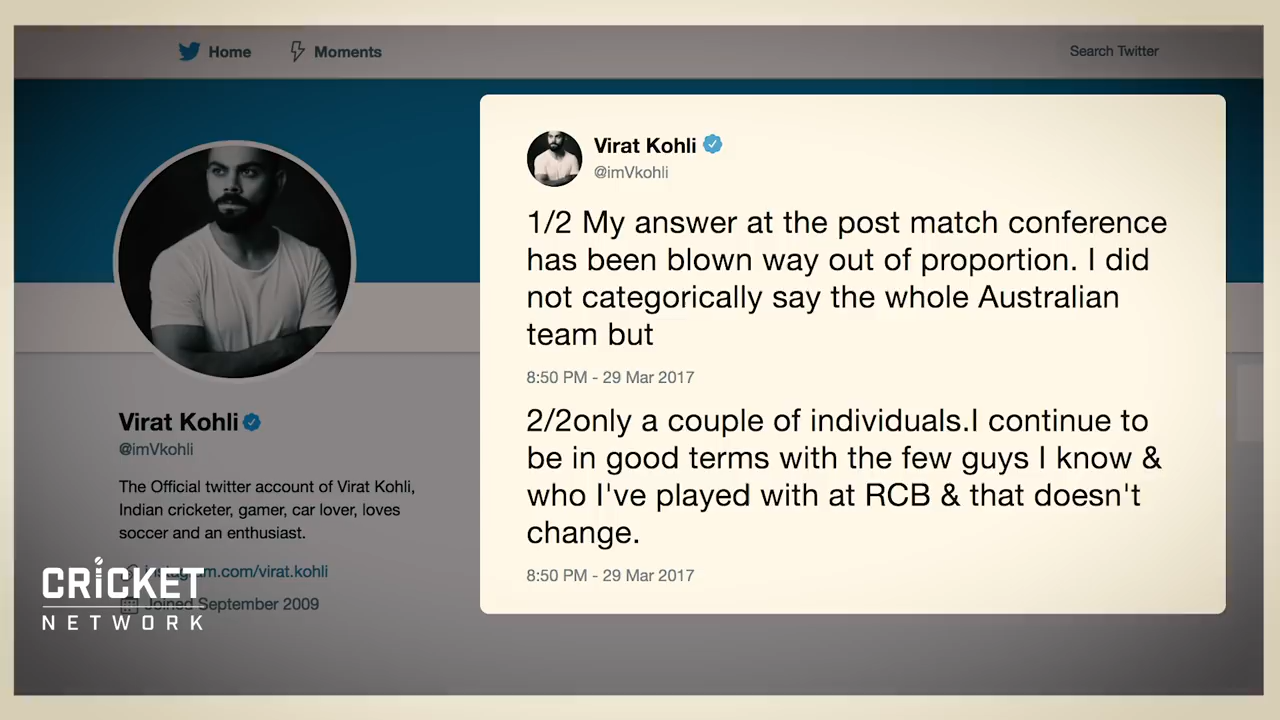 Home Moments Search Twitter
Virat Kohli
@imVkohli
1/2 My answer at the post match conference
has been blown way out of proportion. I did
not categorically say the whole Australian
team but
8:50 PM - 29 Mar 2017
2/2only a couple of individuals.I continue to
be in good terms with the few guys I know &
who I've played with at RCB & that doesn't
change.
8:50 PM - 29 Mar 2017
Virat Kohli
@imVkohli
The Official twitter account of Virat Kohli,
Indian cricketer, gamer, car lover, loves
soccer and an enthusiast.
instagram.com/virat.kohli
Joined September 2009
CRICKET
NETWORK